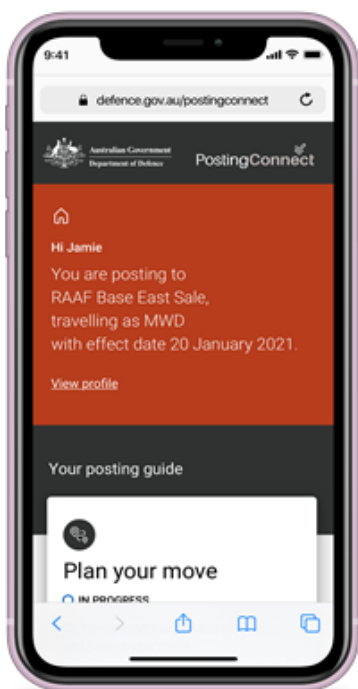 9:41
defence.gov.au/postingconnect
Australian Government
Department of Defence
PostingConnect
Hi Jamie
You are posting to
RAAF Base East Sale,
travelling as MWD
with effect date 20 January 2021.
View profile
Your posting guide
Plan your move
IN PROGRESS